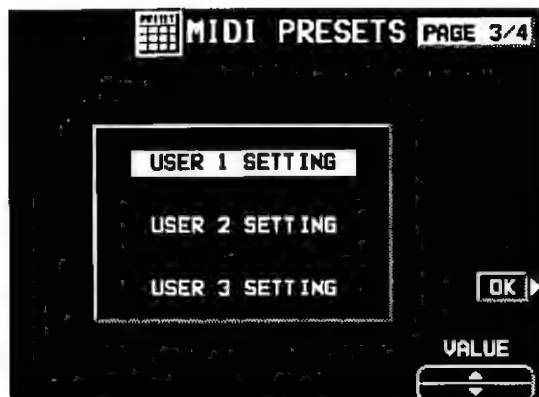 MIDI PRESETS PAGE 3/4
USER 1 SETTING
USER 2 SETTING
USER 3 SETTING
OK
VALUE